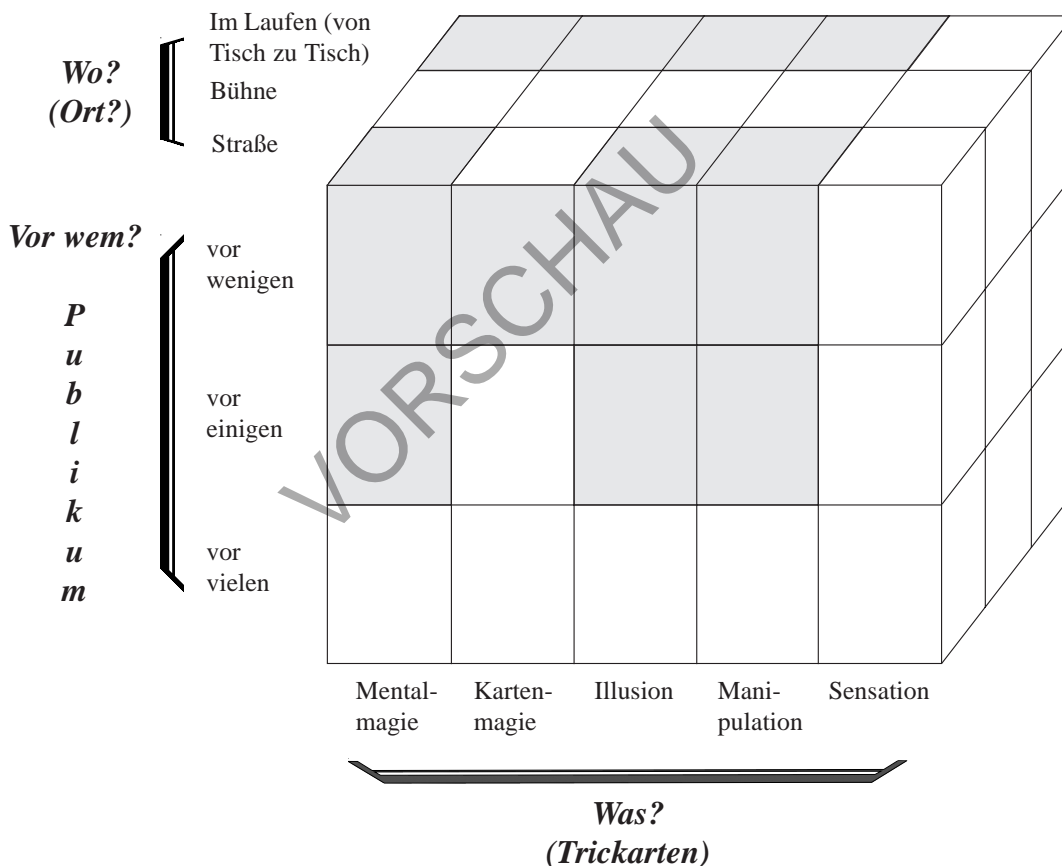 Im Laufen (von
Tisch zu Tisch)
Wo?
(Ort?)
Bühne
Straße
Vor wem?
vor
wenigen
P
u
b
l
i
k
u
m
vor
einigen
vor
vielen
VORSCHAU
Mental-
magie
Karten-
magie
Illusion
Mani-
pulation
Sensation
Was?
(Trickarten)